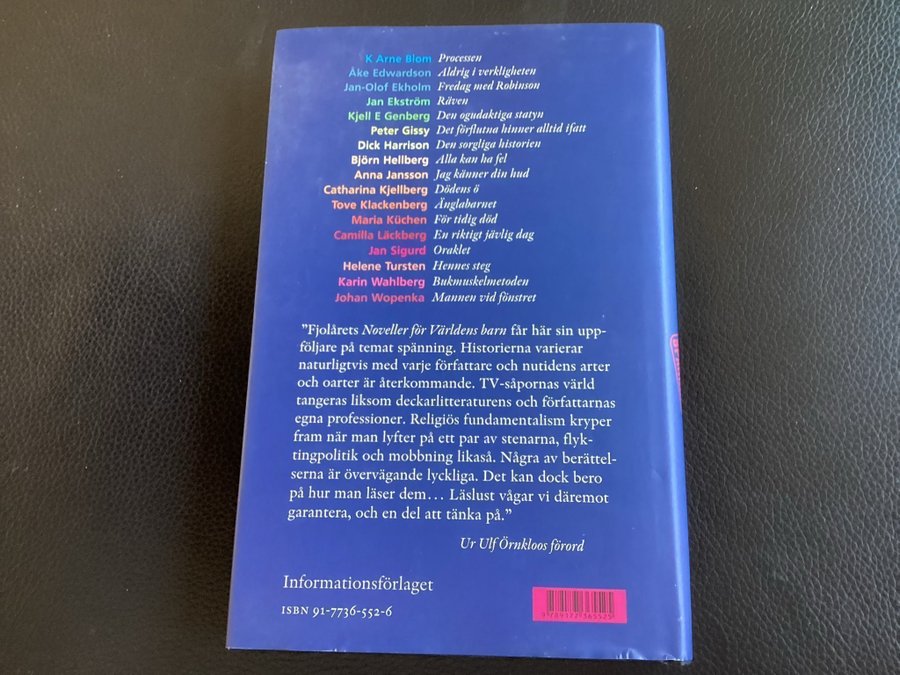 K Arne Blom Processen
Åke Edwardson Aldrig i verkligheten
Jan-Olof Ekholm Fredag med Robinson
Jan Ekström Räven
Kjell E Genberg Den ogudaktiga statyn
Peter Gissy Det förflutna hinner alltid ifatt
Dick Harrison Den sorgliga historien
Björn Hellberg Alla kan ha fel
Anna Jansson Jag känner din hud
Catharina Kjellberg Dödens ö
Tove Klackenberg Änglabarnet
Maria Küchen För tidig död
Camilla Läckberg En riktigt jävlig dag
Jan Sigurd Oraklet
Helene Tursten Hennes steg
Karin Wahlberg Bukmuskelmetoden
Johan Wopenka Mannen vid fönstret
”Fjolårets Noveller för Världens barn får här sin upp-
följare på temat spänning. Historierna varierar
naturligtvis med varje författare och nutidens arter
och oarter är återkommande. TV-såpornas värld
tangeras liksom deckarlitteraturens och författarnas
egna professioner. Religiös fundamentalism kryper
fram när man lyfter på ett par av stenarna, flyk-
tingpolitik och mobbning likaså. Några av berättel-
serna är övervägande lyckliga. Det kan dock bero
på hur man läser dem… Läslust vågar vi däremot
garantera, och en del att tänka på.”
Ur Ulf Örnkloos förord
Informationsförlaget
ISBN 91-7736-552-6
9789177365525